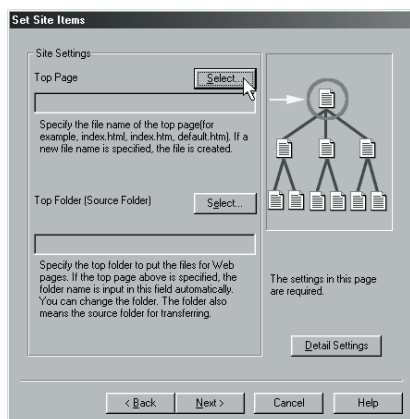 Set Site Items
Site Settings
Top Page
Select...
Specify the file name of the top page(for
example, index.html, index.htm, default.htm). If a
new file name is specified, the file is created.
Top Folder (Source Folder)
Select...
Specify the top folder to put the files for Web
pages. If the top page above is specified, the
folder name is input in this field automatically.
You can change the folder. The folder also
means the source folder for transferring.
The settings in this page
are required.
Detail Settings
< Back
Next >
Cancel
Help